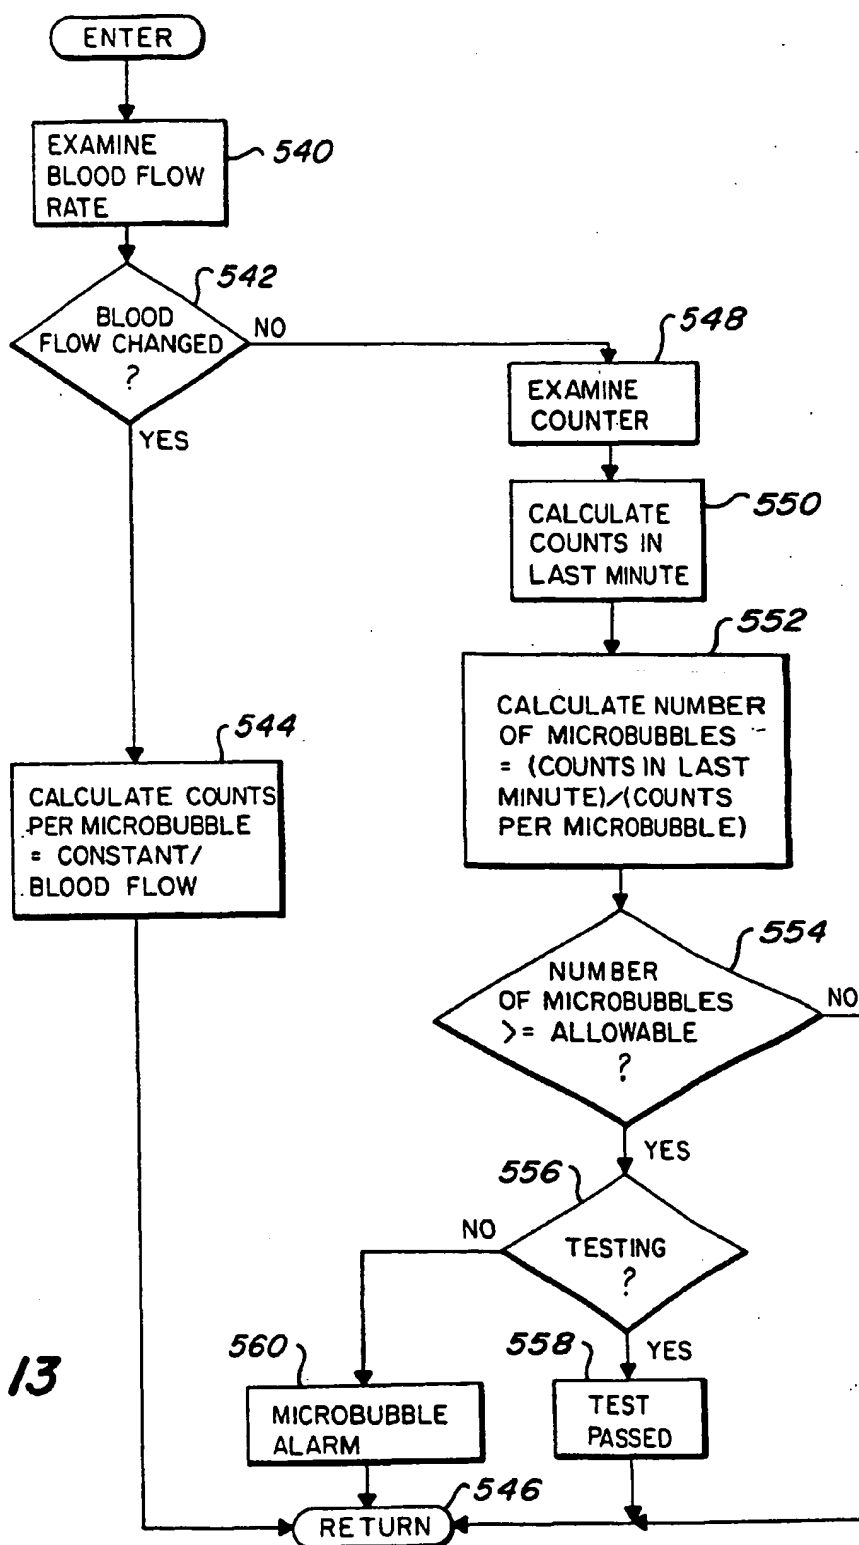 ENTER
EXAMINE
BLOOD FLOW
RATE
540
542
BLOOD
FLOW CHANGED
?
NO
YES
548
EXAMINE
COUNTER
550
CALCULATE
COUNTS IN
LAST MINUTE
552
CALCULATE NUMBER
OF MICROBUBBLES
= (COUNTS IN LAST
MINUTE)/(COUNTS
PER MICROBUBBLE)
544
CALCULATE COUNTS
PER MICROBUBBLE
= CONSTANT/
BLOOD FLOW
554
NUMBER
OF MICROBUBBLES
>= ALLOWABLE
?
NO
YES
556
TESTING
?
NO
YES
560
MICROBUBBLE
ALARM
558
TEST
PASSED
13
546
RETURN